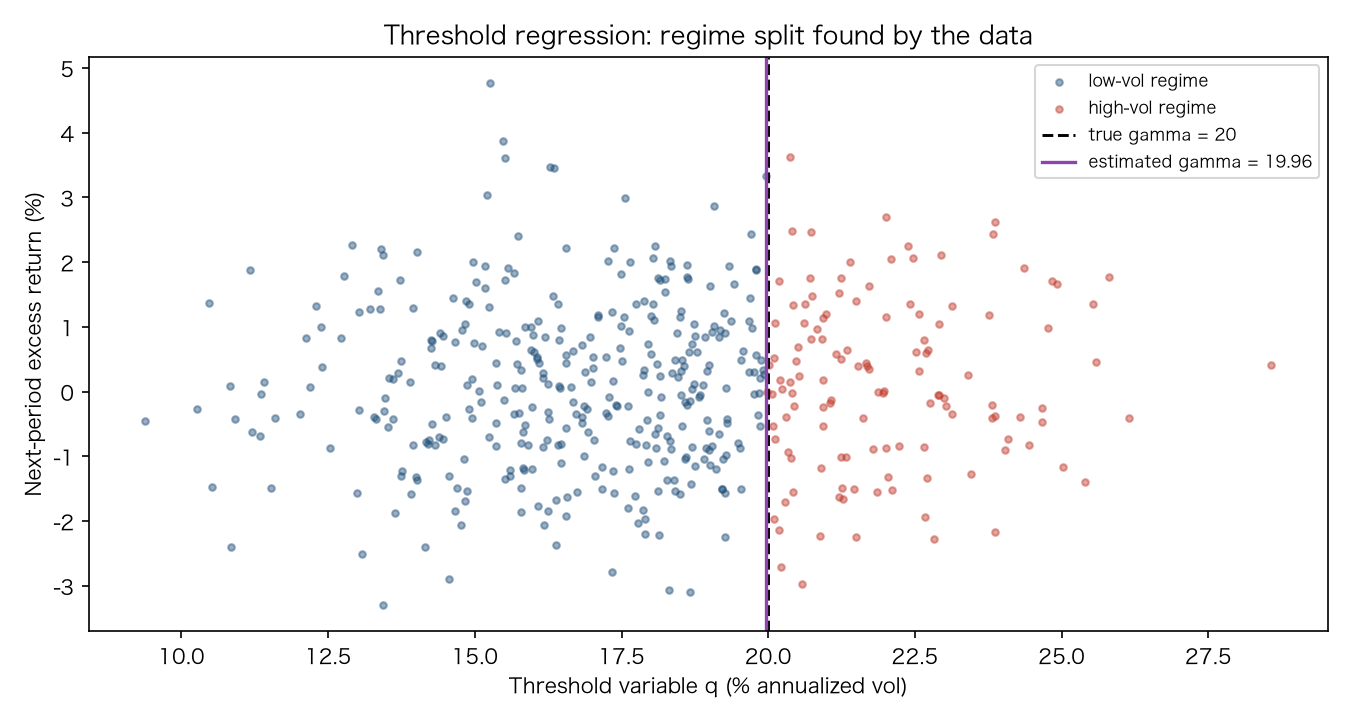 Threshold regression: regime split found by the data
low-vol regime
high-vol regime
true gamma = 20
estimated gamma = 19.96
Next-period excess return (%)
5
4
3
2
1
0
-1
-2
-3
10.0 12.5 15.0 17.5 20.0 22.5 25.0 27.5
Threshold variable q (% annualized vol)